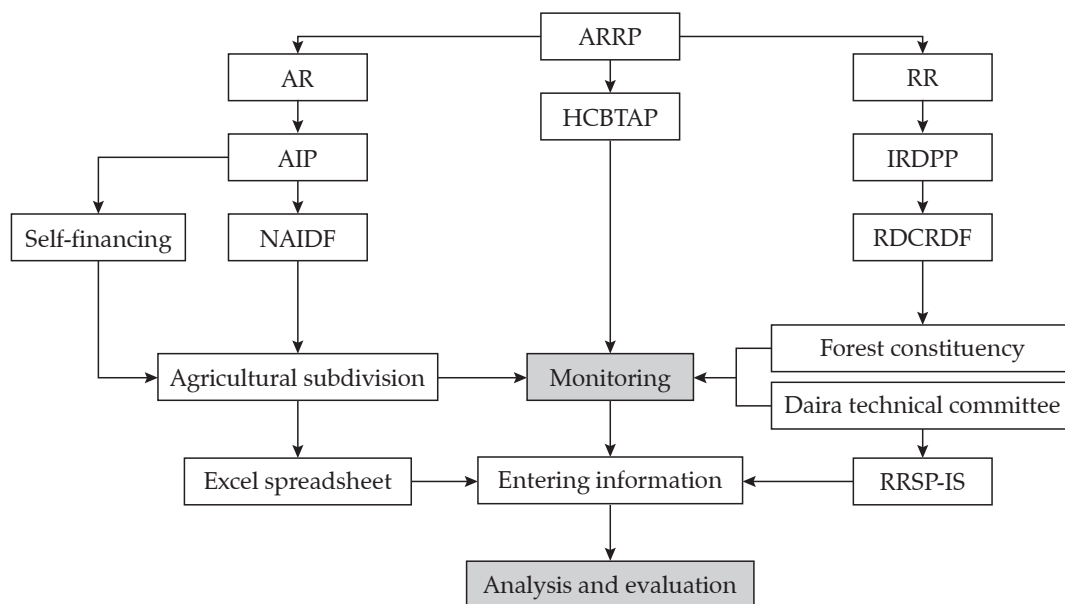 ARRP
AR
RR
HCBTAP
AIP
IRDPP
Self-financing
NAIDF
RDCRDF
Forest constituency
Agricultural subdivision
Monitoring
Daira technical committee
Excel spreadsheet
Entering information
RRSP-IS
Analysis and evaluation